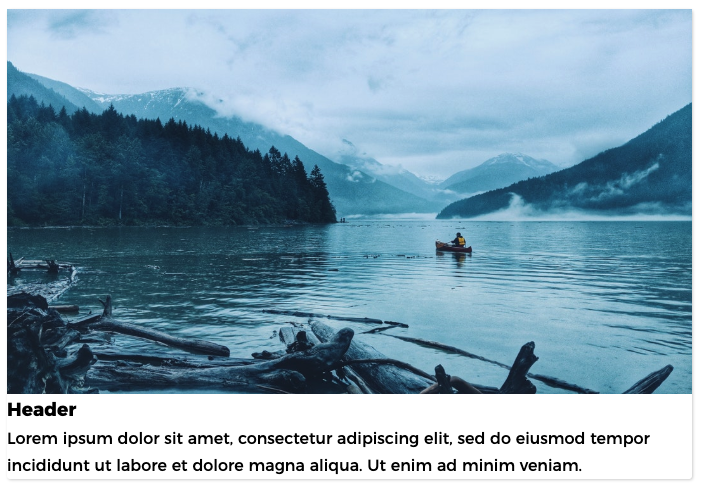 Header
Lorem ipsum dolor sit amet, consectetur adipiscing elit, sed do eiusmod tempor
incididunt ut labore et dolore magna aliqua. Ut enim ad minim veniam.